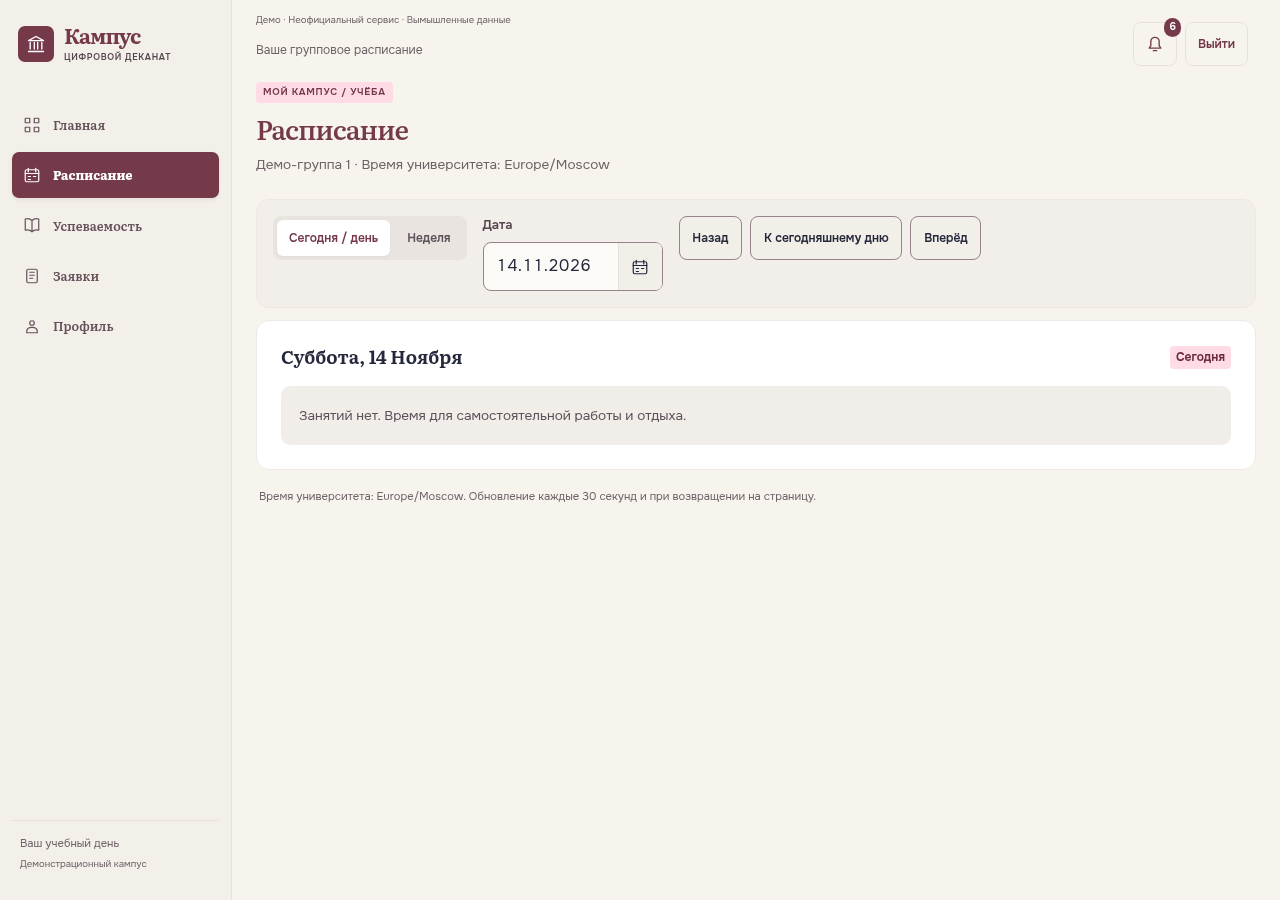 Кампус
ЦИФРОВОЙ ДЕКАНАТ
Главная
Расписание
Успеваемость
Заявки
Профиль
Ваш учебный день
Демонстрационный кампус
Демо · Неофициальный сервис · Вымышленные данные
Ваше групповое расписание
6
Выйти
МОЙ КАМПУС / УЧЁБА
Расписание
Демо-группа 1 · Время университета: Europe/Moscow
Сегодня / день
Неделя
Дата
14.11.2026
Назад
К сегодняшнему дню
Вперёд
Суббота, 14 Ноября
Сегодня
Занятий нет. Время для самостоятельной работы и отдыха.
Время университета: Europe/Moscow. Обновление каждые 30 секунд и при возвращении на страницу.